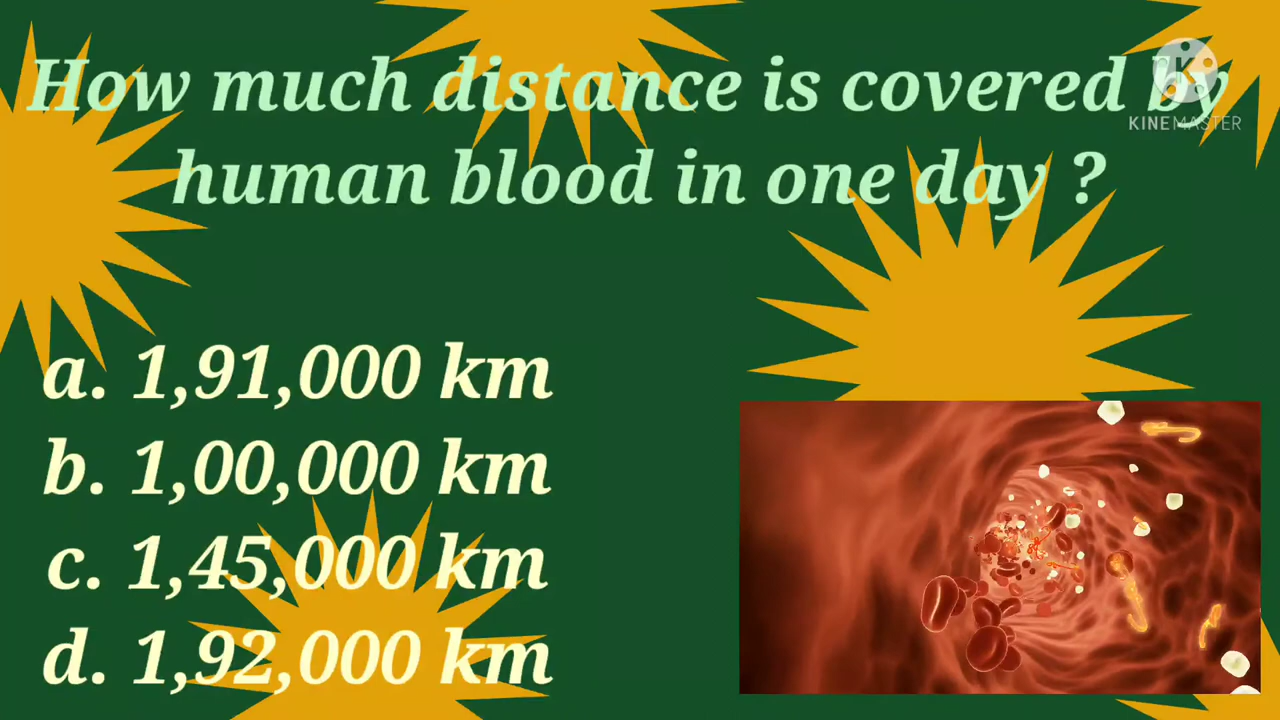 How much distance is covered by
KINEMASTER
human blood in one day ?
a. 1,91,000 km
b. 1,00,000 km
c. 1,45,000 km
d. 1,92,000 km